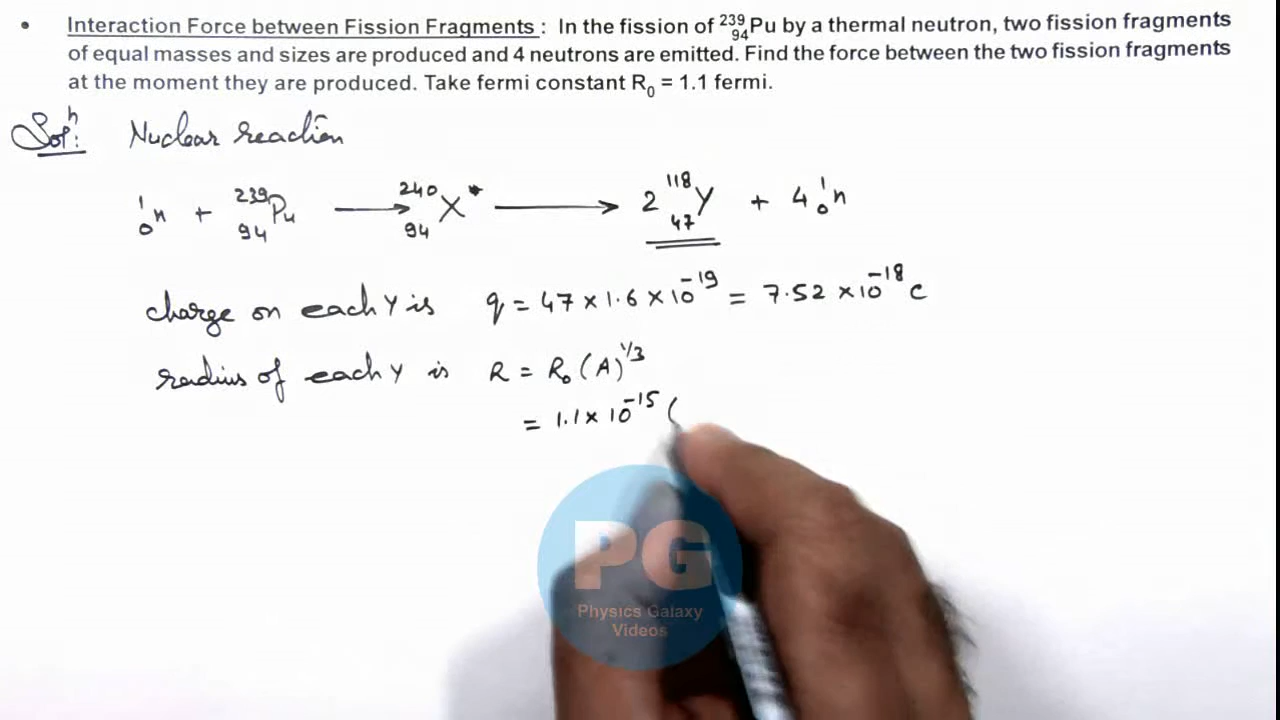 • Interaction Force between Fission Fragments : In the fission of ²³⁹₉₄Pu by a thermal neutron, two fission fragments
of equal masses and sizes are produced and 4 neutrons are emitted. Find the force between the two fission fragments
at the moment they are produced. Take fermi constant R₀ = 1.1 fermi.
Solⁿ: Nuclear reaction
¹₀n + ²³⁹₉₄Pu ⟶ ²⁴⁰₉₄X* ⟶ 2 ¹¹⁸₄₇Y + 4 ¹₀n
charge on each Y is q = 47 × 1.6 × 10⁻¹⁹ = 7.52 × 10⁻¹⁸ C
radius of each Y is R = R₀ (A)^1/3
= 1.1 × 10⁻¹⁵ (
PG
Physics Galaxy
Videos